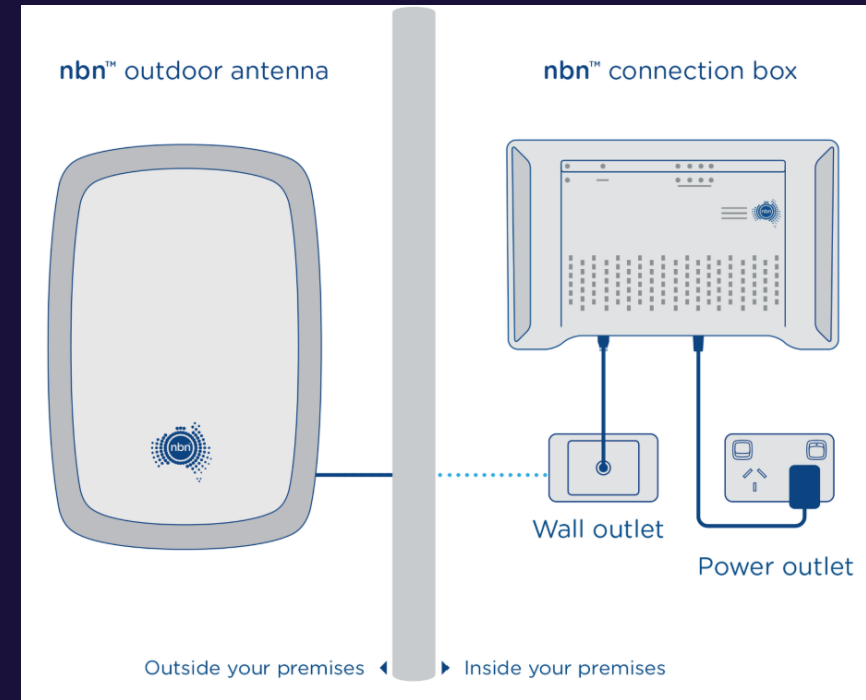 nbn™ outdoor antenna
nbn™ connection box
nbn
nbn
Wall outlet
Power outlet
Outside your premises
Inside your premises